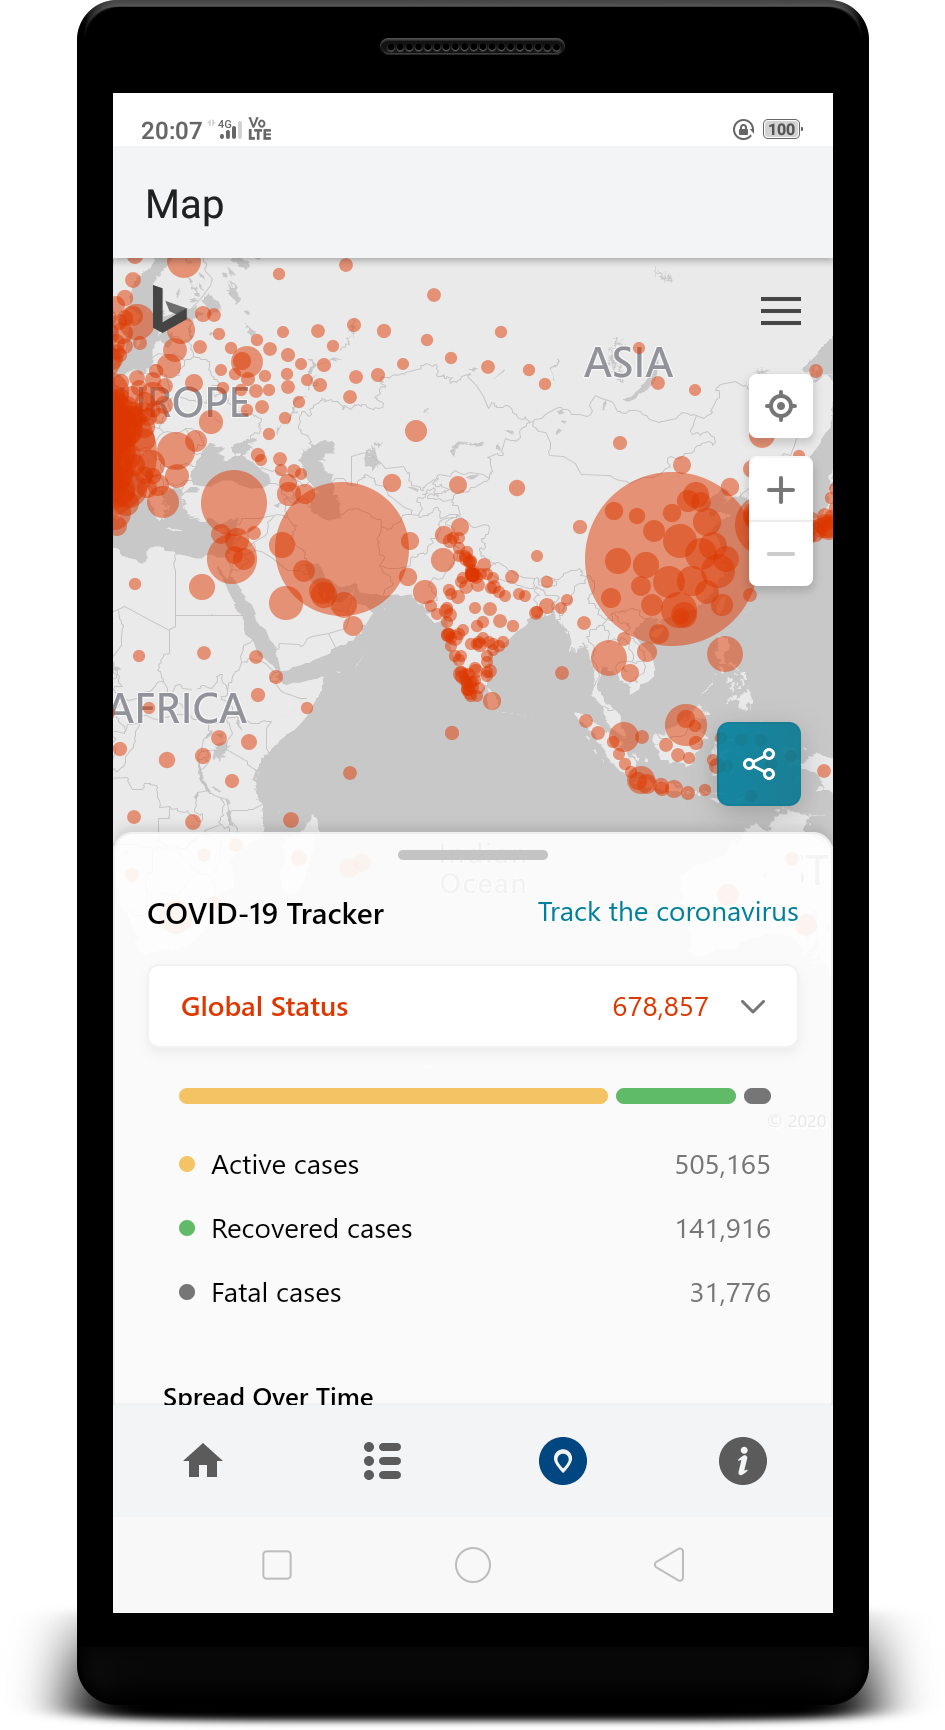 20:07 4G Vo LTE 100
Map
ASIA
ROPE
AFRICA
Indian
Ocean
COVID-19 Tracker Track the coronavirus
Global Status 678,857
© 2020
Active cases 505,165
Recovered cases 141,916
Fatal cases 31,776
Spread Over Time